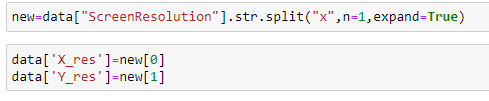 new=data["ScreenResolution"].str.split("x",n=1,expand=True)
data['X_res']=new[0]
data['Y_res']=new[1]